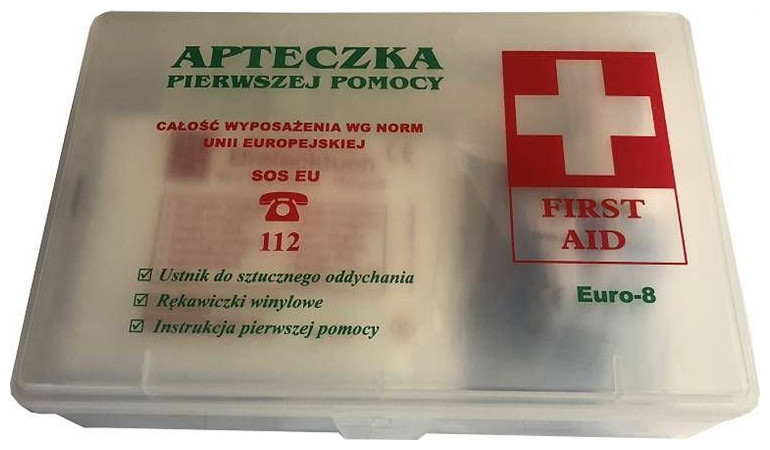 APTECZKA
PIERWSZEJ POMOCY
CAŁOŚĆ WYPOSAŻENIA WG NORM
UNII EUROPEJSKIEJ
SOS EU
112
☑ Ustnik do sztucznego oddychania
☑ Rękawiczki winylowe
☑ Instrukcja pierwszej pomocy
FIRST
AID
Euro-8